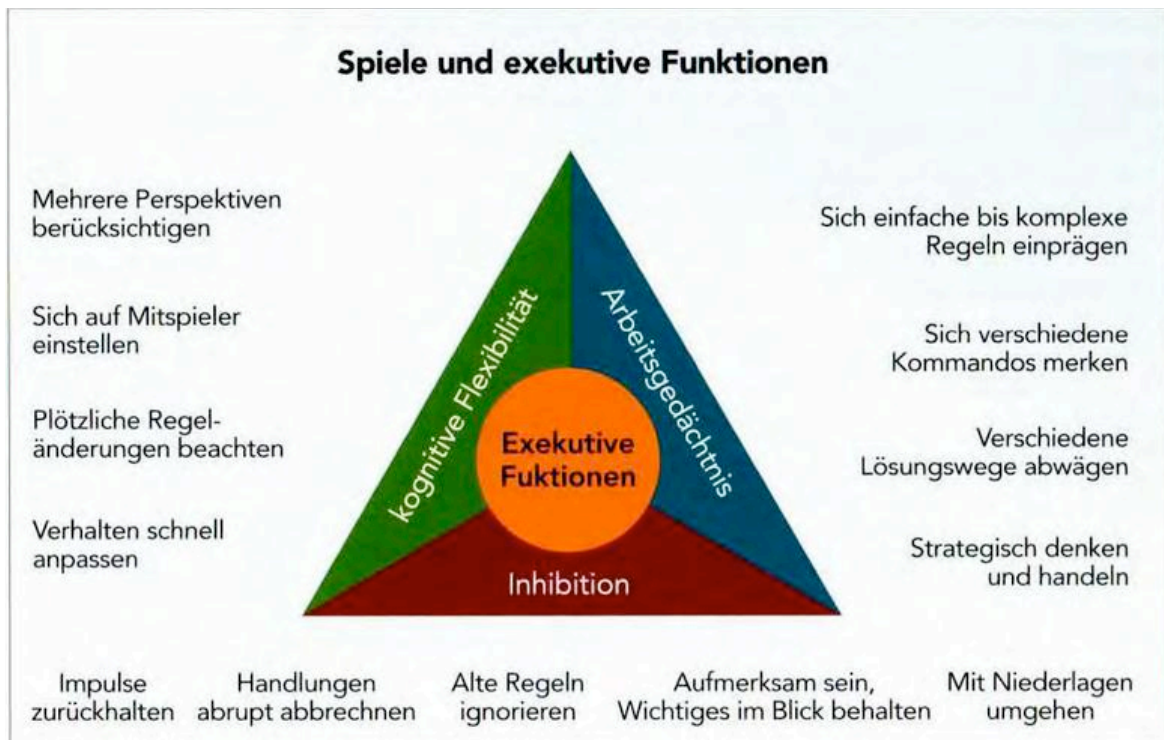 Spiele und exekutive Funktionen
Mehrere Perspektiven
berücksichtigen
Sich auf Mitspieler
einstellen
Plötzliche Regel-
änderungen beachten
Verhalten schnell
anpassen
kognitive Flexibilität
Arbeitsgedächtnis
Exekutive
Fuktionen
Inhibition
Sich einfache bis komplexe
Regeln einprägen
Sich verschiedene
Kommandos merken
Verschiedene
Lösungswege abwägen
Strategisch denken
und handeln
Impulse
zurückhalten
Handlungen
abrupt abbrechnen
Alte Regeln
ignorieren
Aufmerksam sein,
Wichtiges im Blick behalten
Mit Niederlagen
umgehen